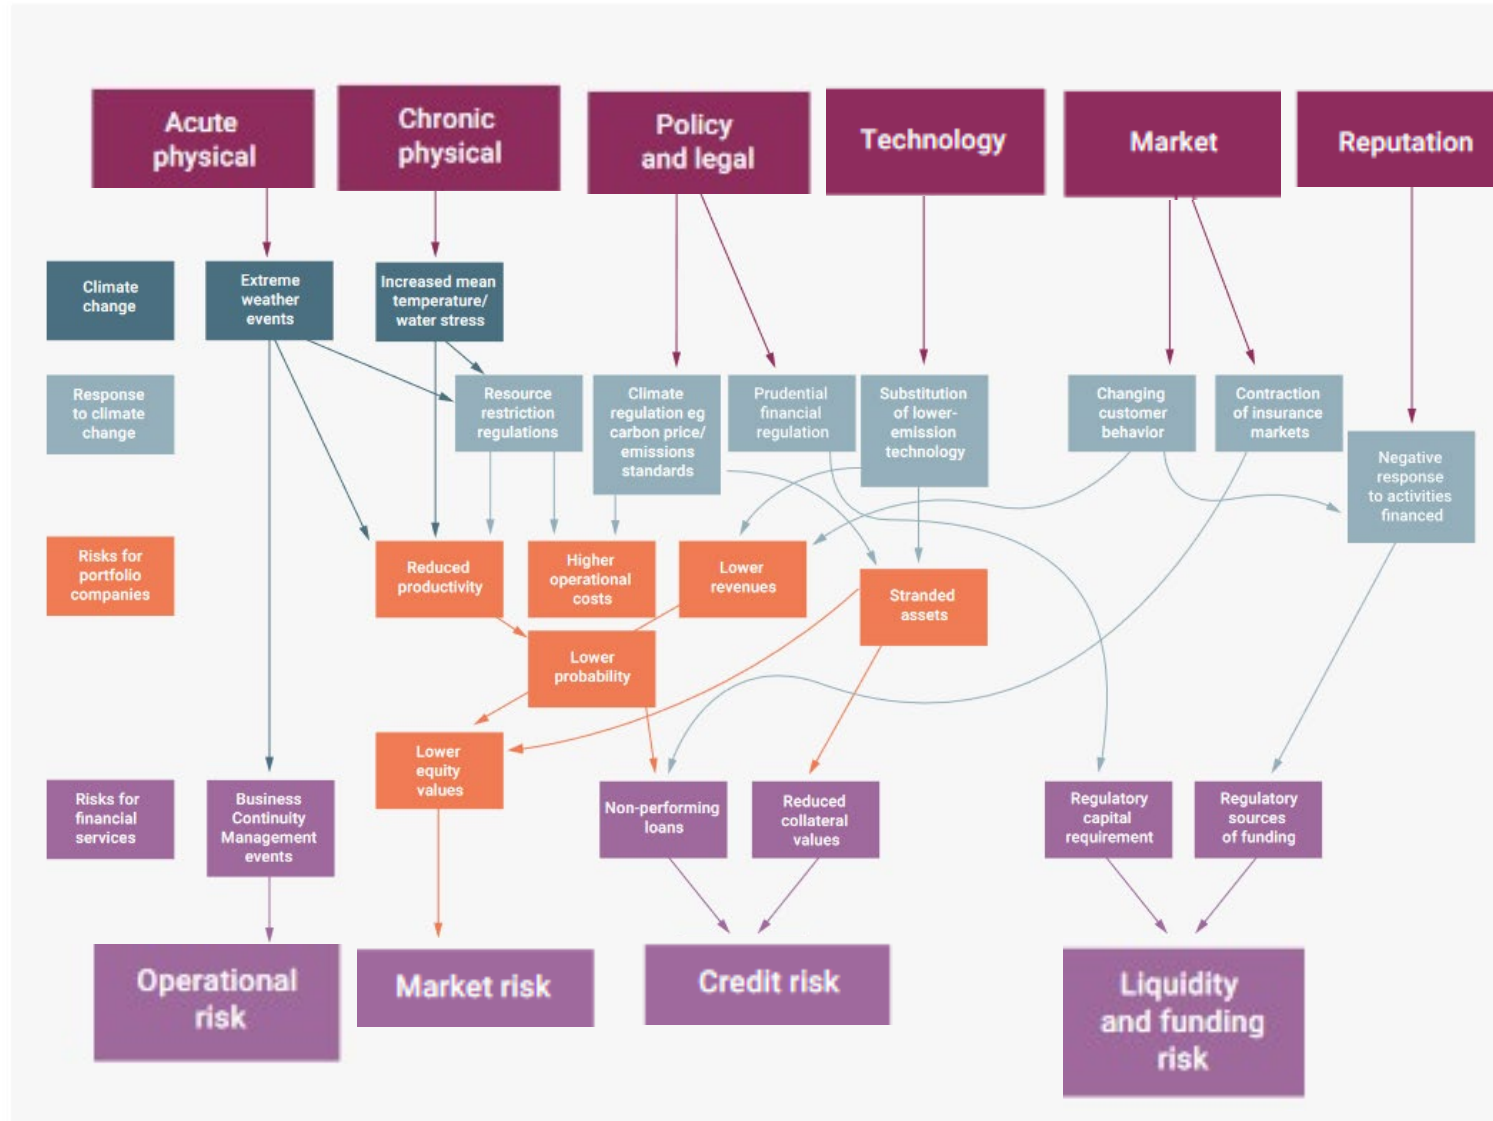 Acute
physical
Chronic
physical
Policy
and legal
Technology
Market
Reputation
Climate
change
Extreme
weather
events
Increased mean
temperature/
water stress
Response
to climate
change
Resource
restriction
regulations
Climate
regulation eg
carbon price/
emissions
standards
Prudential
financial
regulation
Substitution
of lower-
emission
technology
Changing
customer
behavior
Contraction
of insurance
markets
Negative
response
to activities
financed
Risks for
portfolio
companies
Reduced
productivity
Higher
operational
costs
Lower
revenues
Stranded
assets
Lower
probability
Lower
equity
values
Risks for
financial
services
Business
Continuity
Management
events
Non-performing
loans
Reduced
collateral
values
Regulatory
capital
requirement
Regulatory
sources
of funding
Operational
risk
Market risk
Credit risk
Liquidity
and funding
risk